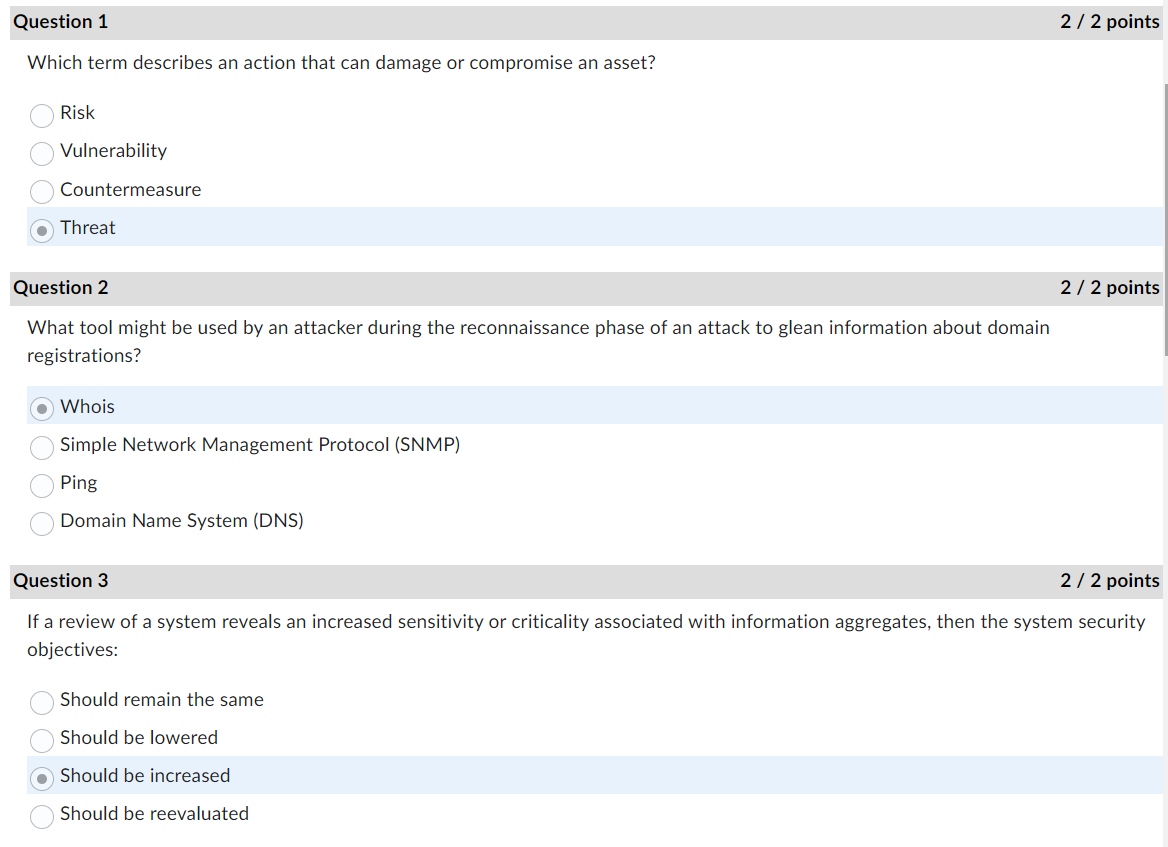 Question 1 2 / 2 points
Which term describes an action that can damage or compromise an asset?
Risk
Vulnerability
Countermeasure
Threat
Question 2 2 / 2 points
What tool might be used by an attacker during the reconnaissance phase of an attack to glean information about domain
registrations?
Whois
Simple Network Management Protocol (SNMP)
Ping
Domain Name System (DNS)
Question 3 2 / 2 points
If a review of a system reveals an increased sensitivity or criticality associated with information aggregates, then the system security
objectives:
Should remain the same
Should be lowered
Should be increased
Should be reevaluated